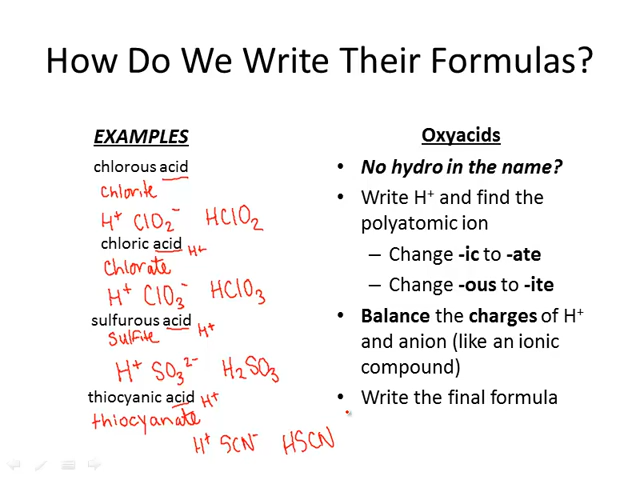 How Do We Write Their Formulas?
EXAMPLES
chlorous acid
chlorite
H⁺ ClO₂⁻ HClO₂
chloric acid H+
Chlorate
H⁺ ClO₃⁻ HClO₃
sulfurous acid H⁺
Sulfite
H⁺ SO₃²⁻ H₂SO₃
thiocyanic acid H⁺
thiocyanate
H⁺ SCN⁻ HSCN
Oxyacids
• No hydro in the name?
• Write H⁺ and find the
polyatomic ion
– Change -ic to -ate
– Change -ous to -ite
• Balance the charges of H⁺
and anion (like an ionic
compound)
• Write the final formula